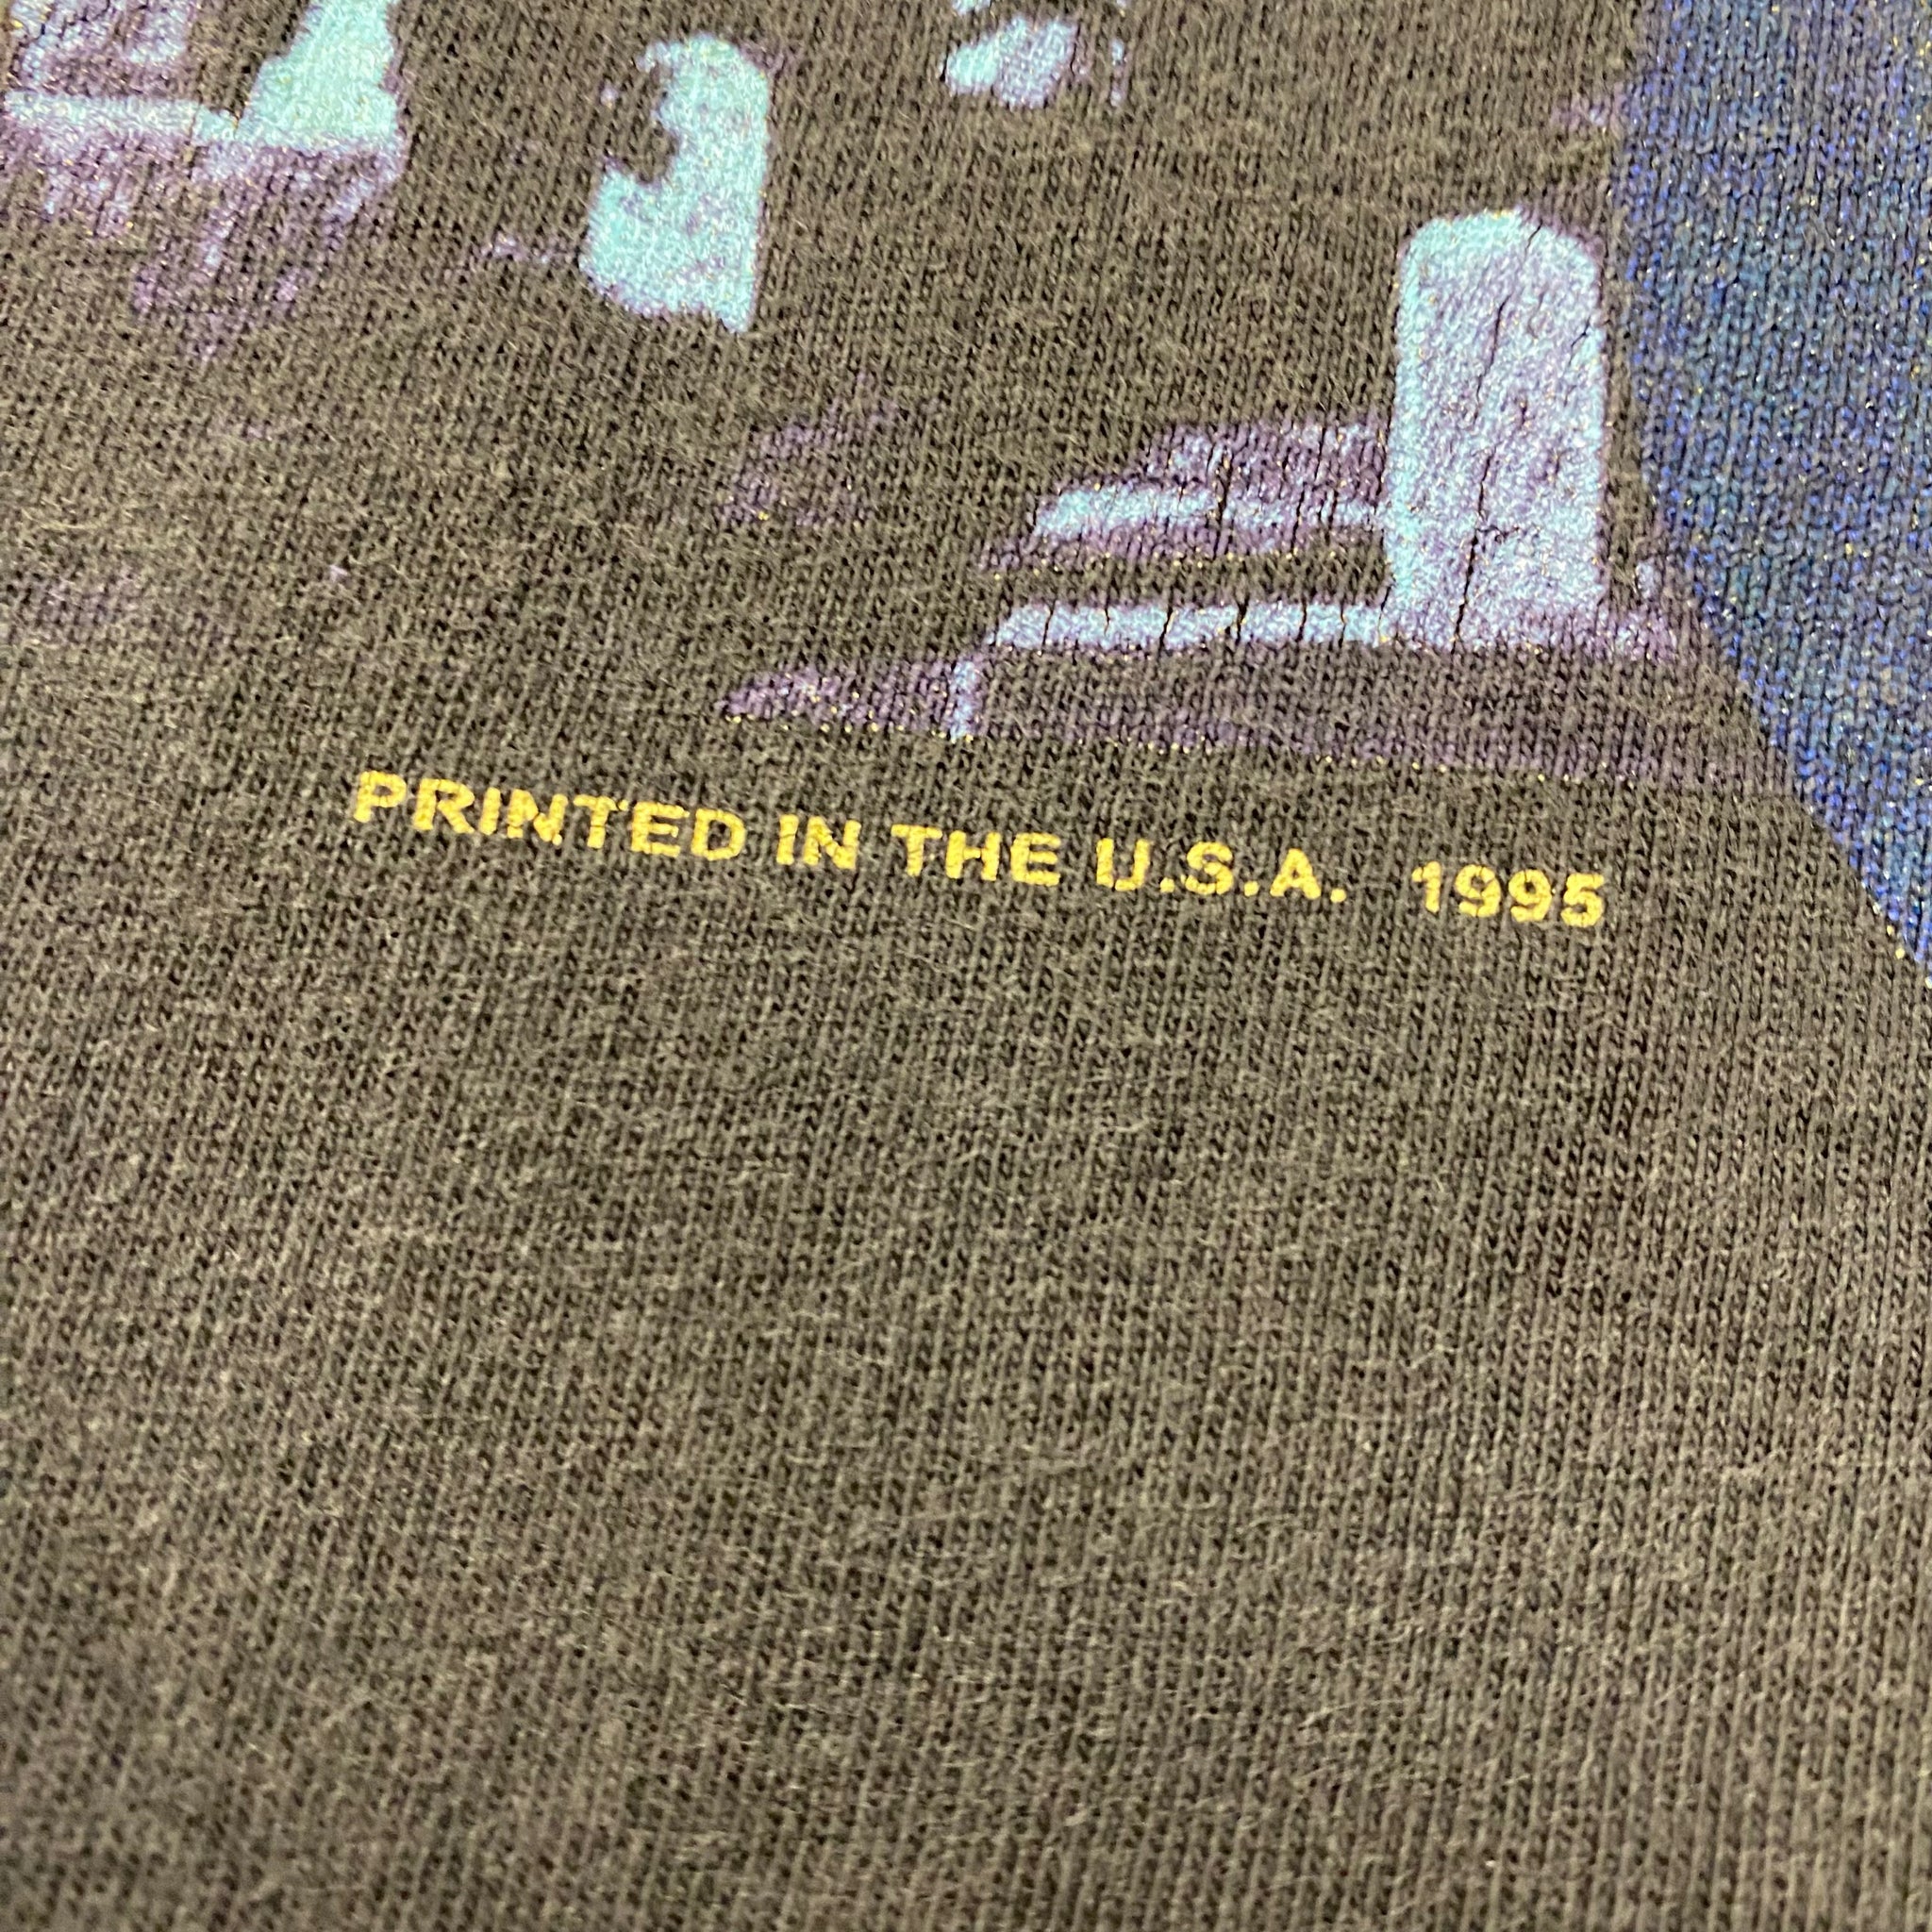 PRINTED IN THE U.S.A. 1995